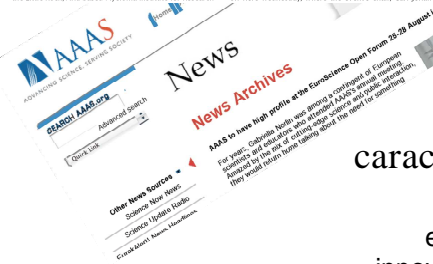 AAAS
ADVANCING SCIENCE. SERVING SOCIETY
Home
SEARCH AAAS.org
Advanced Search
Quick Link
Other News Sources
Science Now News
Science Update Radio
News
News Archives
AAAS to have high profile at the EuroScience Open Forum 25-28 August
For years, Gabrielle Nerlin was among a contingent of European
scientists and educators who attended AAAS's annual meeting.
Amazed by the mix of cutting-edge science and public interaction,
they would return home talking about the need for something
carac